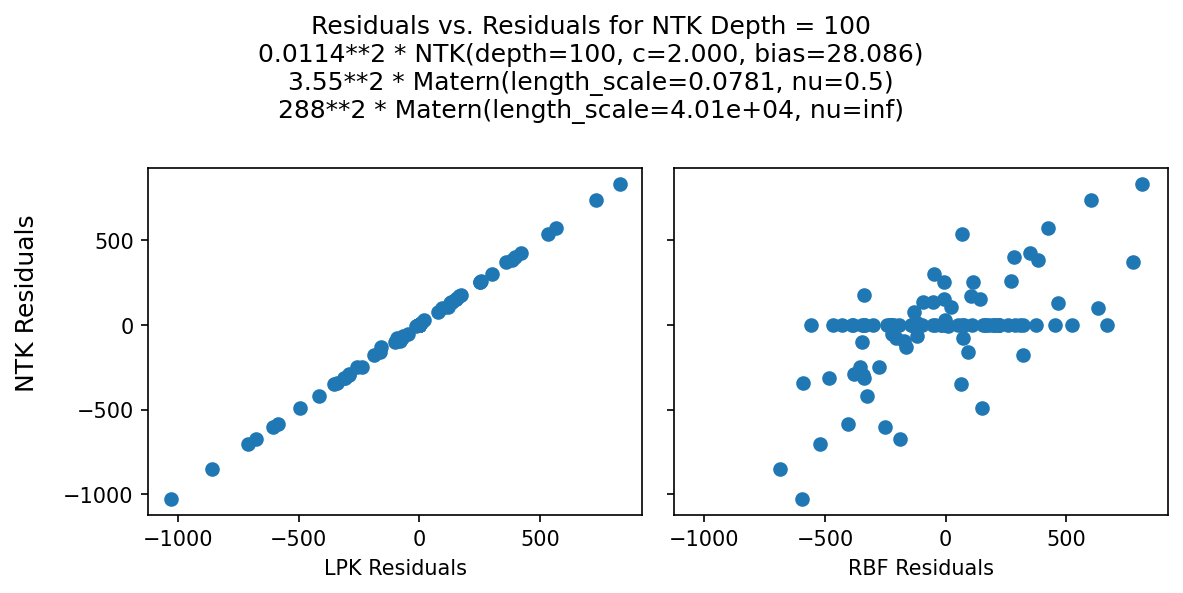 Residuals vs. Residuals for NTK Depth = 100
0.0114**2 * NTK(depth=100, c=2.000, bias=28.086)
3.55**2 * Matern(length_scale=0.0781, nu=0.5)
288**2 * Matern(length_scale=4.01e+04, nu=inf)
NTK Residuals
500
0
−500
−1000
−1000 −500 0 500
LPK Residuals
−1000 −500 0 500
RBF Residuals